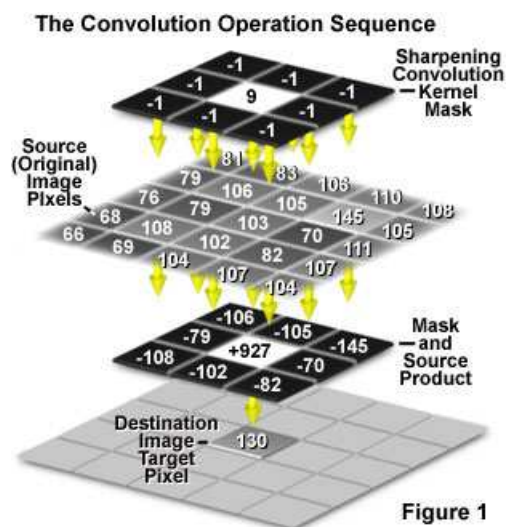 The Convolution Operation Sequence
Sharpening
Convolution
Kernel
Mask
-1
-1 -1
-1 9 -1
-1 -1
-1
Source
(Original)
Image
Pixels
81
79 83
76 106 106
68 79 105 110
66 108 103 145 108
69 102 70 105
104 82 111
107 107
104
-106
-79 -105
-108 +927 -145
-102 -70
-82
Mask
and
Source
Product
Destination
Image
Target
Pixel
130
Figure 1